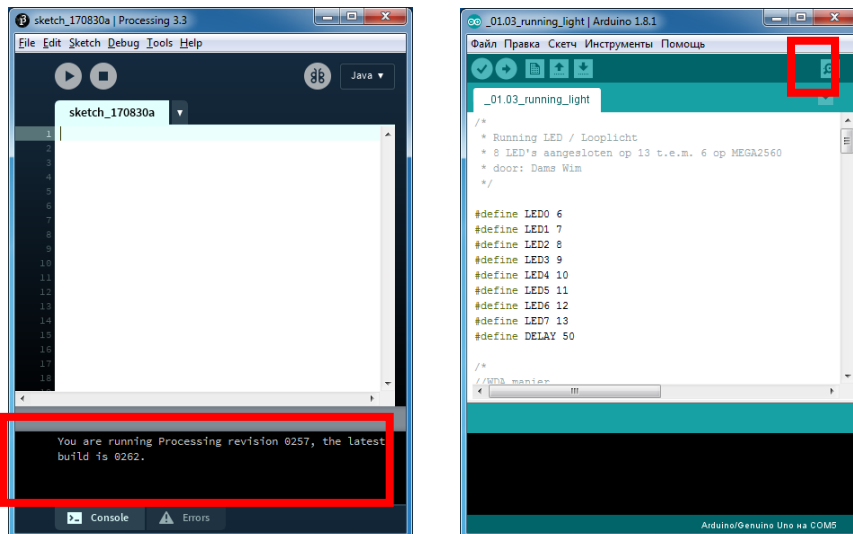 sketch_170830a | Processing 3.3
File Edit Sketch Debug Tools Help
Java
sketch_170830a
1
2
3
4
5
6
7
8
9
10
11
12
13
14
15
16
17
18
You are running Processing revision 0257, the latest
build is 0262.
Console
Errors
_01.03_running_light | Arduino 1.8.1
Файл Правка Скетч Инструменты Помощь
_01.03_running_light
/*
* Running LED / Looplicht
* 8 LED's aangesloten op 13 t.e.m. 6 op MEGA2560
* door: Dams Wim
*/
#define LED0 6
#define LED1 7
#define LED2 8
#define LED3 9
#define LED4 10
#define LED5 11
#define LED6 12
#define LED7 13
#define DELAY 50
/*
//WDA manier
Arduino/Genuino Uno на COM5